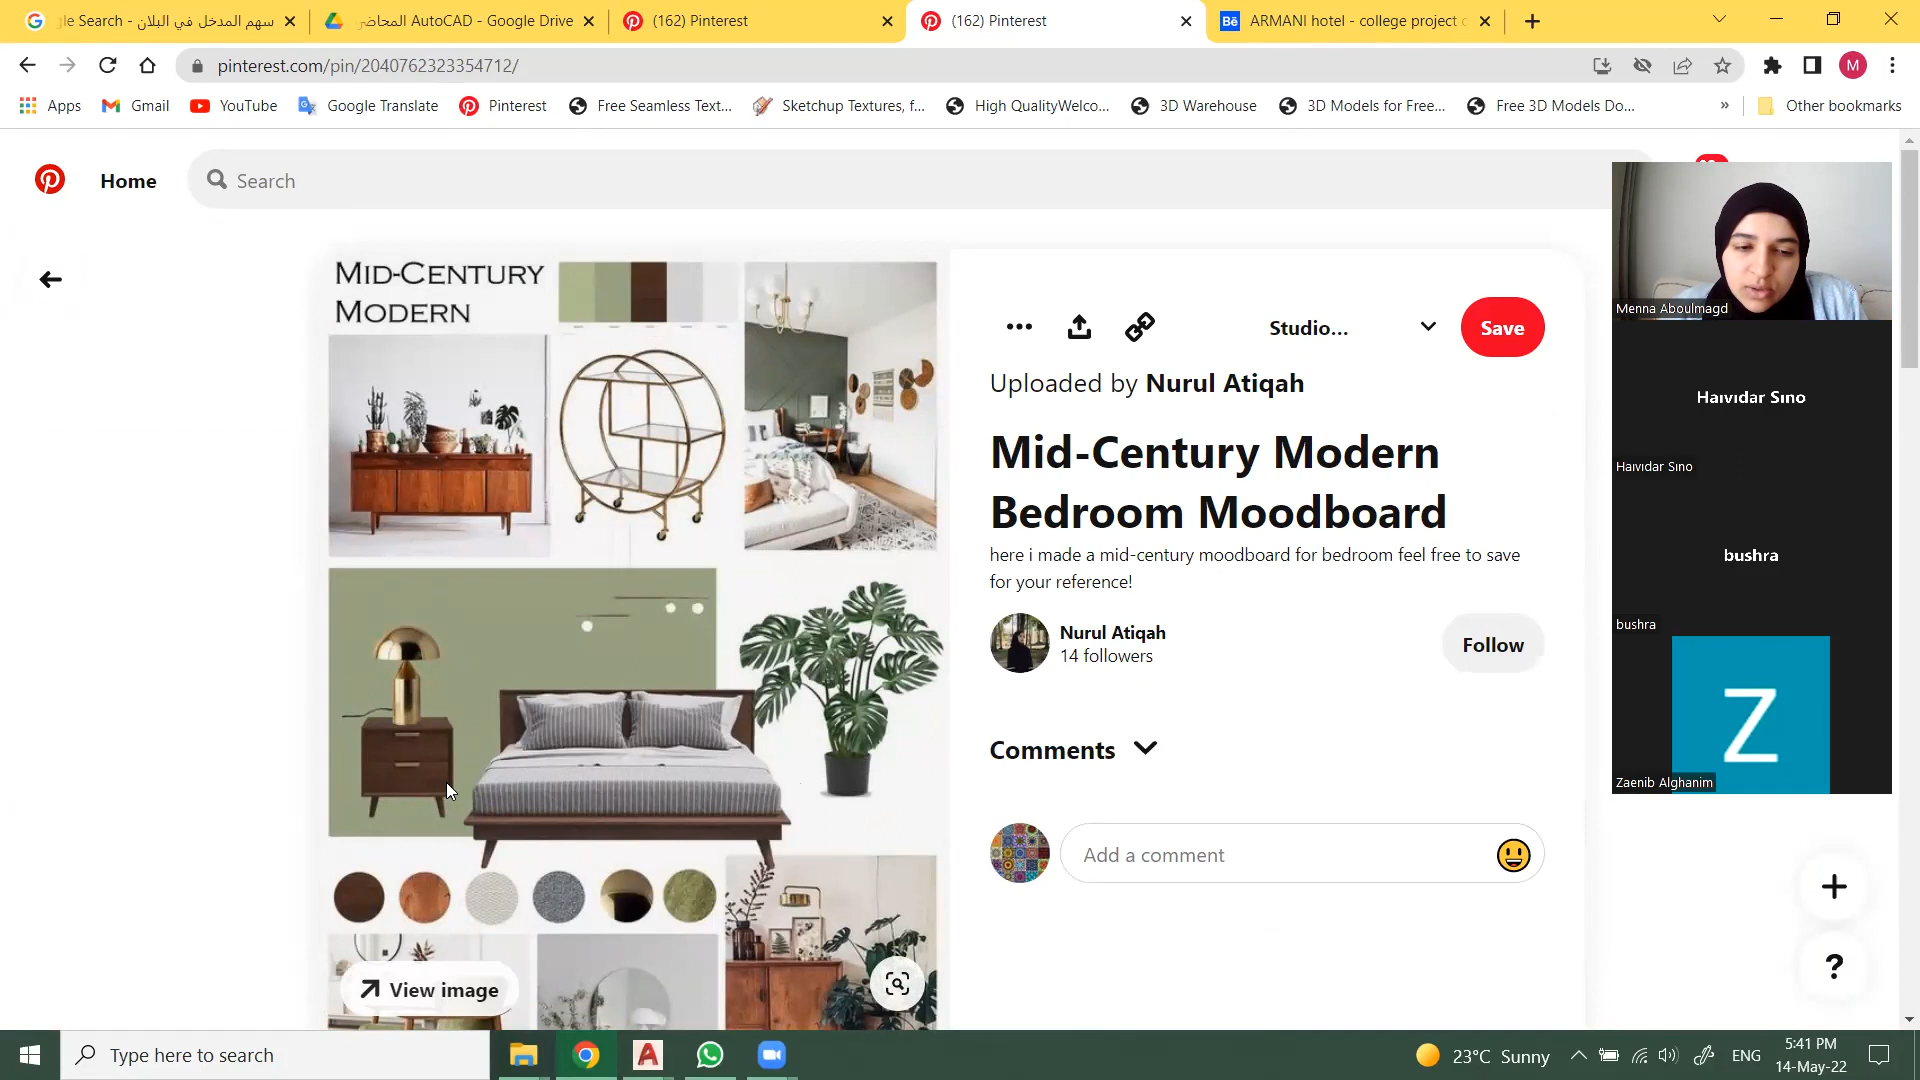 le Search - سهم المدخل في البلان
المحاضر AutoCAD - Google Drive
(162) Pinterest
(162) Pinterest
Bē
ARMANI hotel - college project
pinterest.com/pin/2040762323354712/
M
Apps
Gmail
YouTube
Google Translate
Pinterest
Free Seamless Text...
Sketchup Textures, f...
High QualityWelco...
3D Warehouse
3D Models for Free...
Free 3D Models Do...
»
Other bookmarks
Home
Search
MID-CENTURY
MODERN
Studio...
Save
Uploaded by Nurul Atiqah
Mid-Century Modern
Bedroom Moodboard
here i made a mid-century moodboard for bedroom feel free to save
for your reference!
Nurul Atiqah
14 followers
Follow
Comments
Add a comment
View image
Menna Aboulmagd
Haıvıdar Sıno
Haıvıdar Sıno
bushra
bushra
Z
Zaenib Alghanim
+
?
Type here to search
23°C Sunny
ENG
5:41 PM
14-May-22